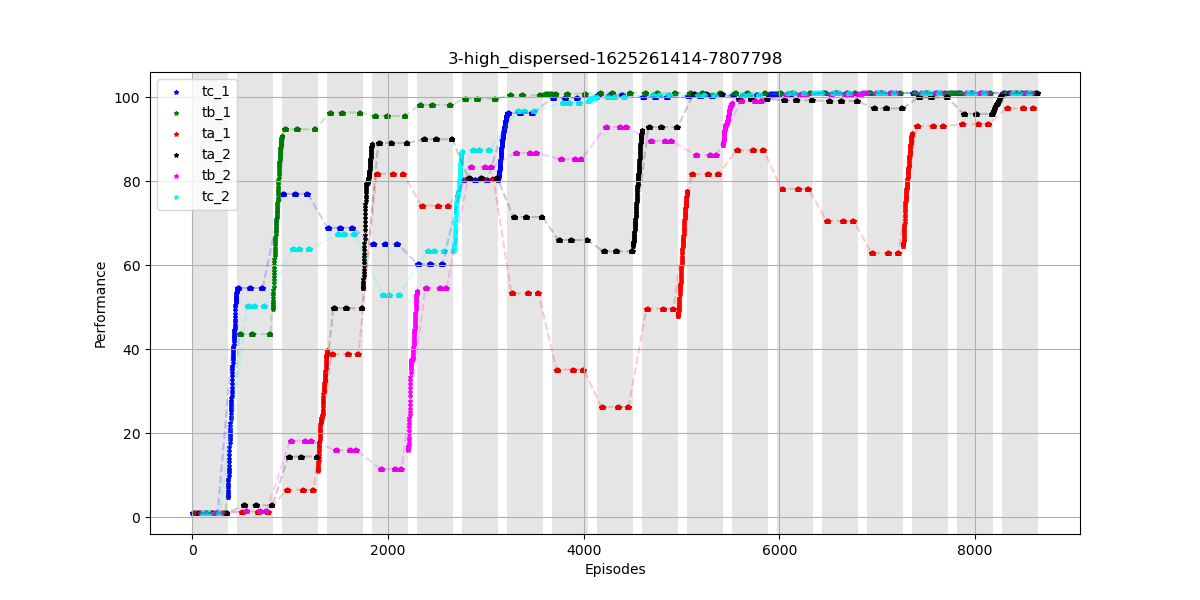 3-high_dispersed-1625261414-7807798
tc_1
tb_1
ta_1
ta_2
tb_2
tc_2
100
80
60
40
20
0
Performance
0 2000 4000 6000 8000
Episodes